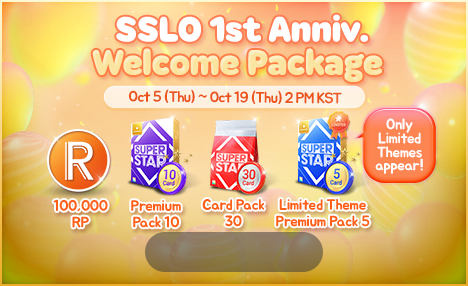 SSLO 1st Anniv.
Welcome Package
Oct 5 (Thu) ~ Oct 19 (Thu) 2 PM KST
R
100,000
RP
SUPER
STAR
10
Card
Premium
Pack 10
SUPER
STAR
30
Card
Card Pack
30
LIMITED
SUPER
STAR
5
Card
Limited Theme
Premium Pack 5
Only
Limited
Themes
appear!